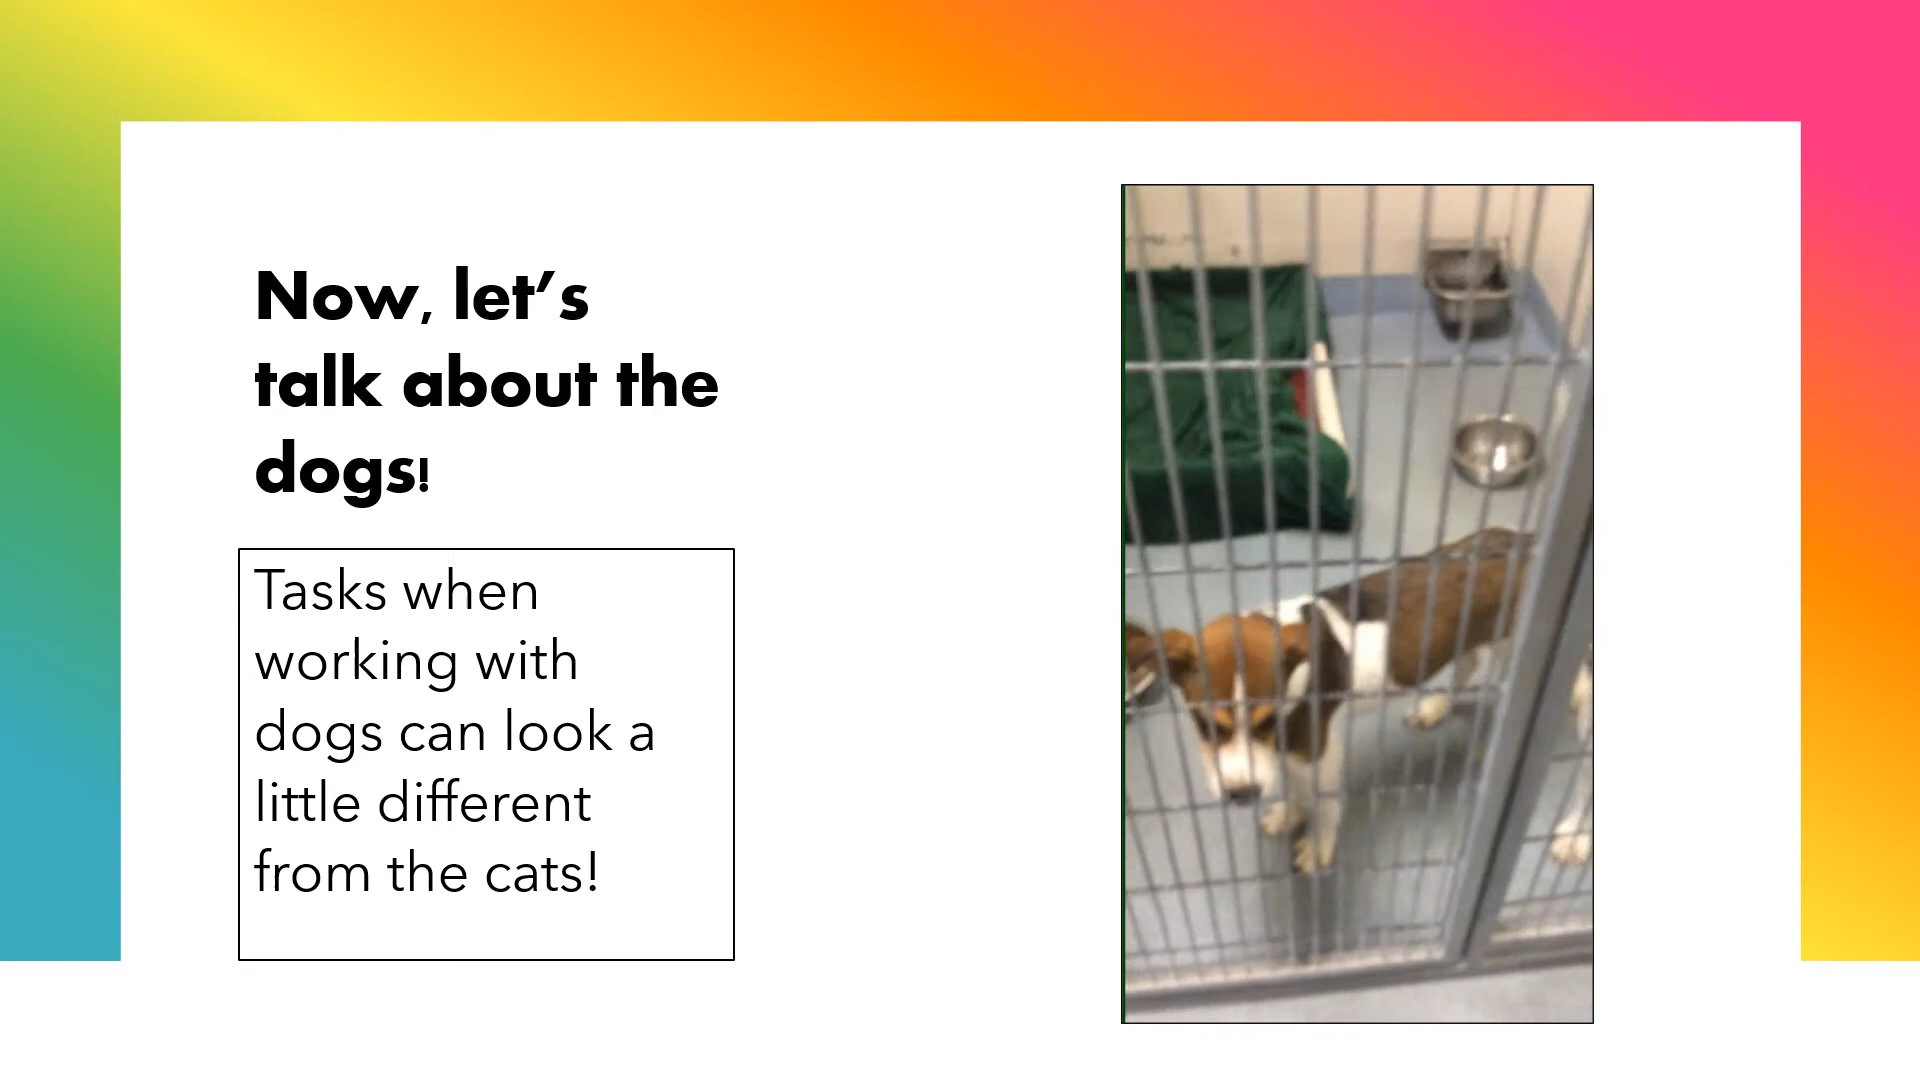 Now, let’s
talk about the
dogs!
Tasks when
working with
dogs can look a
little different
from the cats!